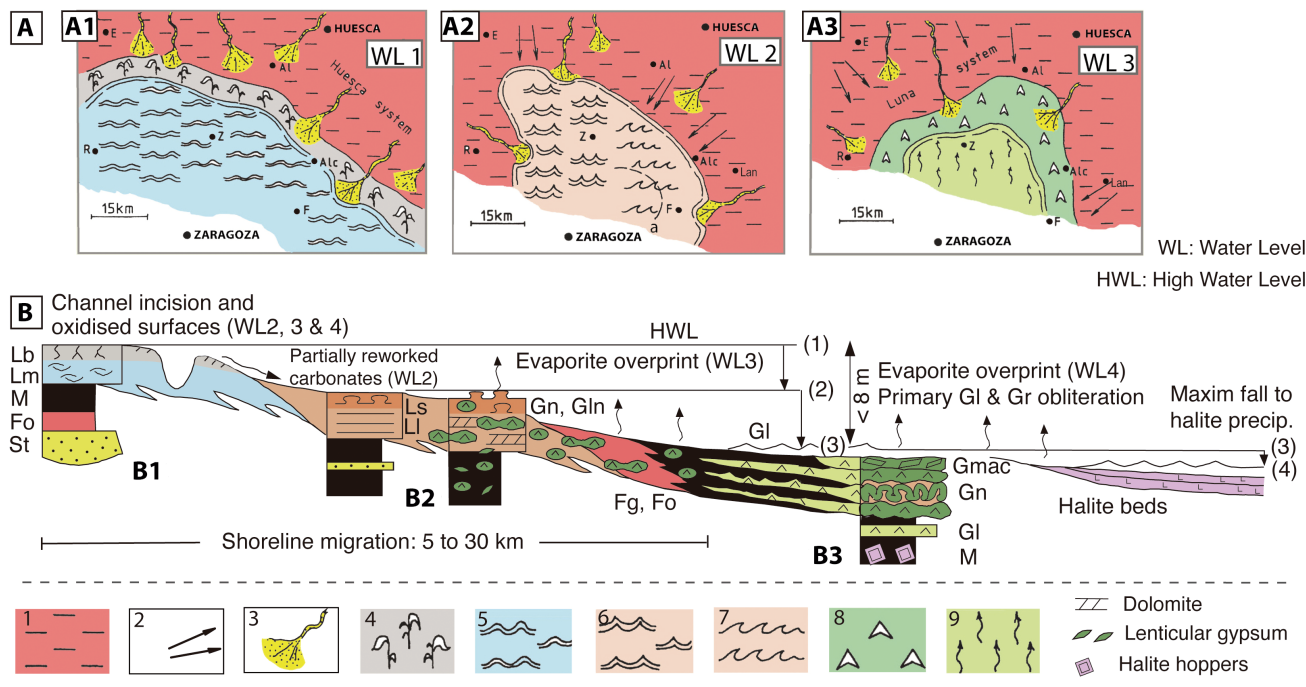 A
A1
E
HUESCA
WL 1
Al
Huesca system
R
Z
Alc
F
15km
ZARAGOZA
A2
E
HUESCA
WL 2
Al
R
Z
Alc
Lan
F
a
15km
ZARAGOZA
A3
E
HUESCA
system
WL 3
Al
Luna
R
Z
Alc
Lan
F
15km
ZARAGOZA
WL: Water Level
HWL: High Water Level
B
Channel incision and
oxidised surfaces (WL2, 3 & 4)
HWL
(1)
Lb
Lm
M
Fo
St
B1
Partially reworked
carbonates (WL2)
Evaporite overprint (WL3)
(2)
< 8 m
Evaporite overprint (WL4)
Primary Gl & Gr obliteration
Maxim fall to
halite precip.
Ls
Ll
Gn, Gln
Gl
(3)
(3)
(4)
B2
Fg, Fo
Gmac
Gn
Gl
M
B3
Halite beds
Shoreline migration: 5 to 30 km
1
2
3
4
5
6
7
8
9
Dolomite
Lenticular gypsum
Halite hoppers